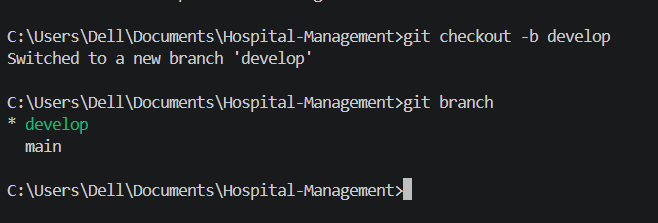 C:\Users\Dell\Documents\Hospital-Management>git checkout -b develop
Switched to a new branch 'develop'
C:\Users\Dell\Documents\Hospital-Management>git branch
* develop
  main
C:\Users\Dell\Documents\Hospital-Management>